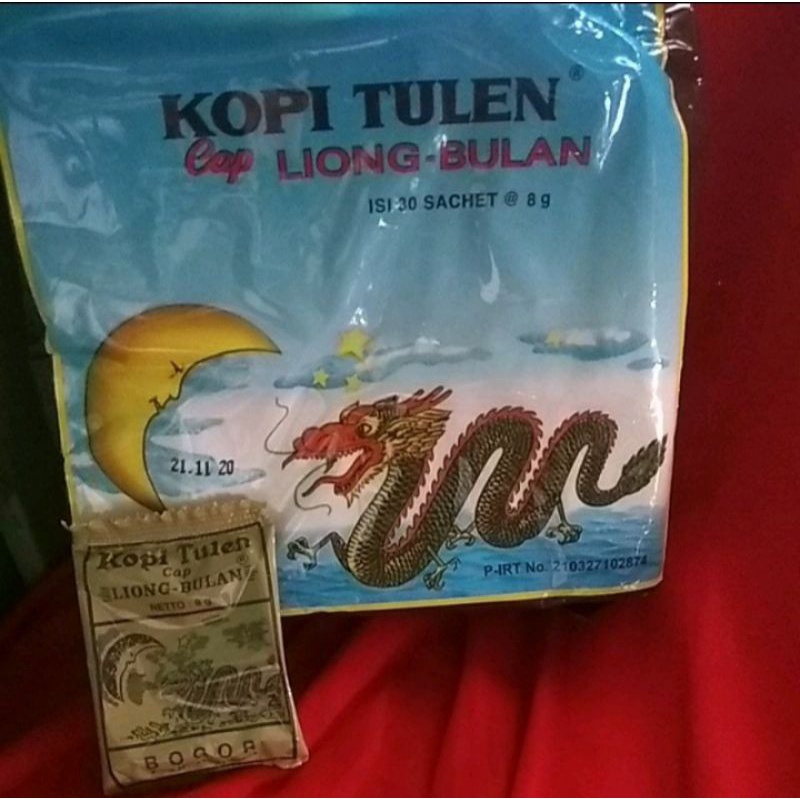 KOPI TULEN®
Cap LIONG-BULAN
ISI 30 SACHET @ 8 g
21.11 20
P-IRT No. 210327102874
Kopi Tulen®
Cap
LIONG-BULAN
NETTO : 8 g
BOGOR